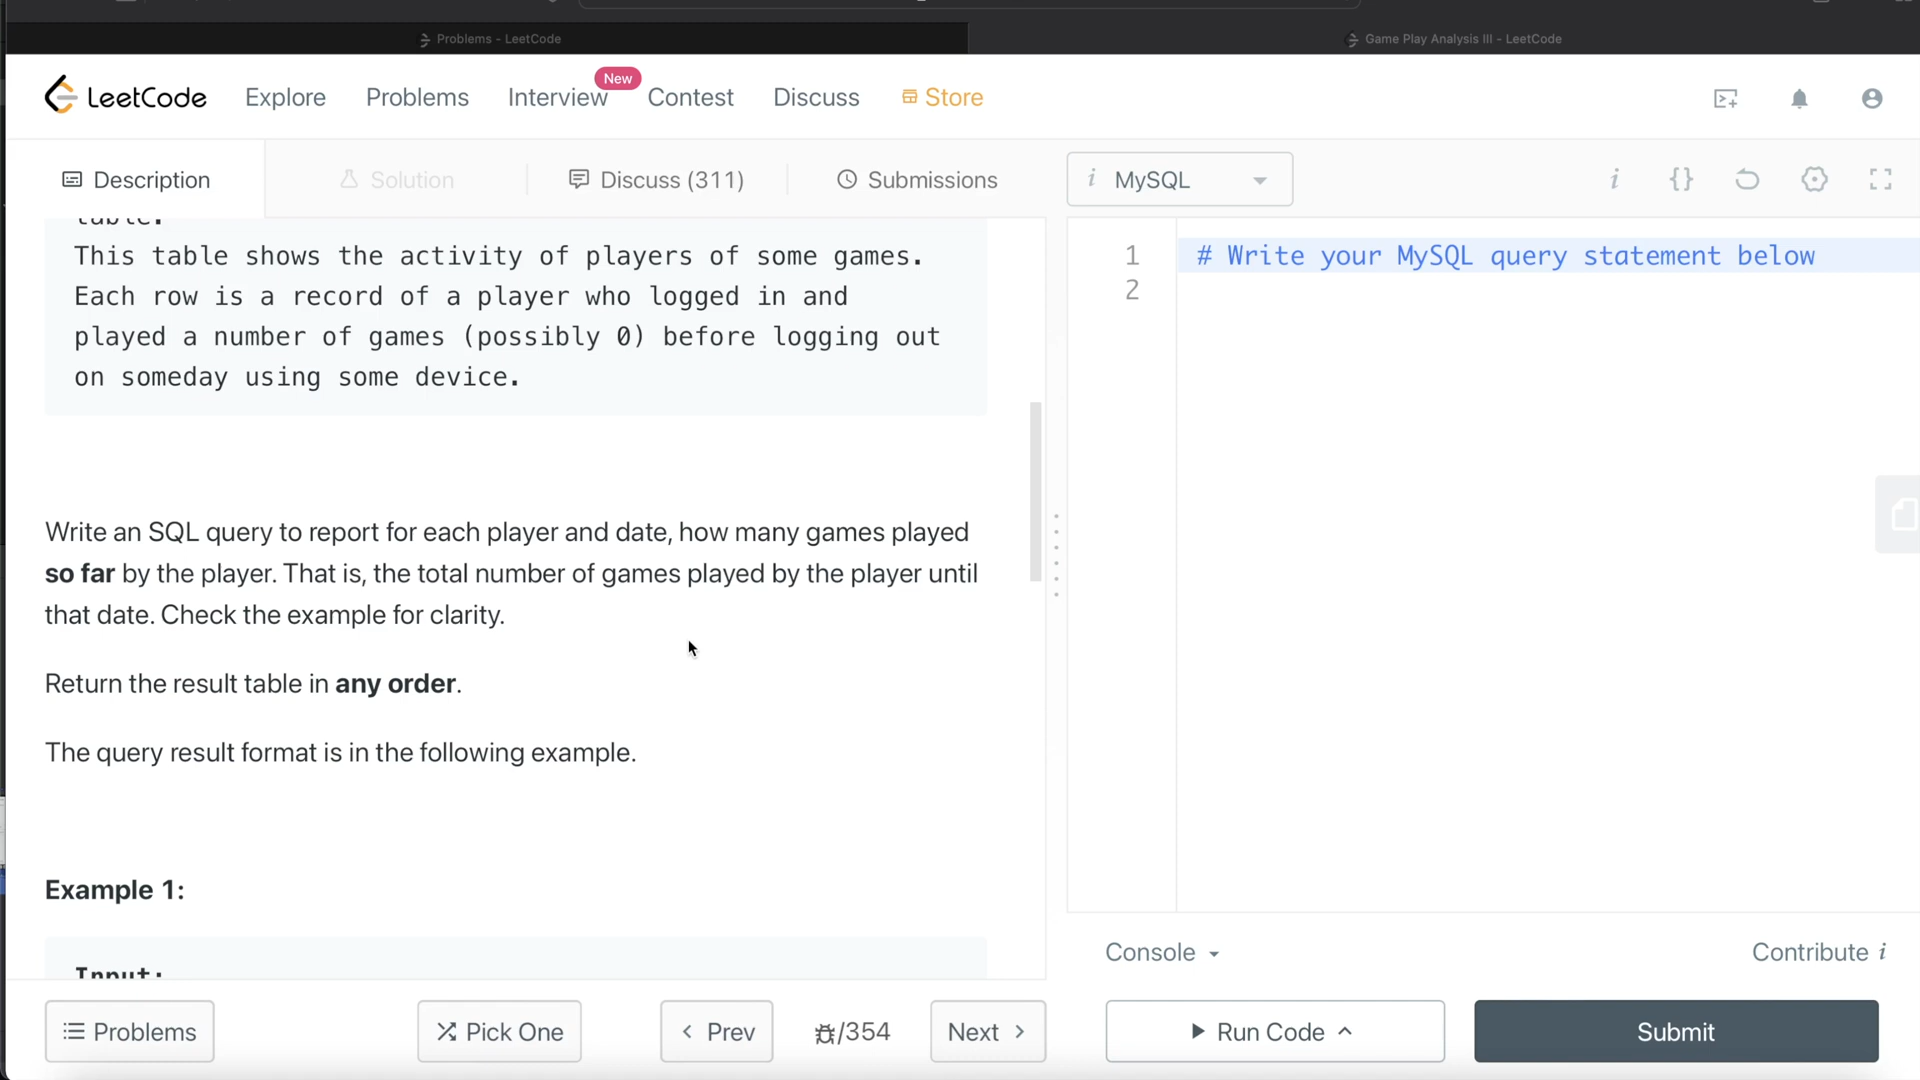 Problems - LeetCode
Game Play Analysis III - LeetCode
LeetCode
Explore
Problems
Interview
New
Contest
Discuss
Store
Description
Solution
Discuss (311)
Submissions
i MySQL
i
{}
table.
This table shows the activity of players of some games.
Each row is a record of a player who logged in and
played a number of games (possibly 0) before logging out
on someday using some device.
Write an SQL query to report for each player and date, how many games played
so far by the player. That is, the total number of games played by the player until
that date. Check the example for clarity.
Return the result table in any order.
The query result format is in the following example.
Example 1:
Input:
1 # Write your MySQL query statement below
2
Console
Contribute i
Problems
Pick One
Prev
/354
Next
Run Code
Submit